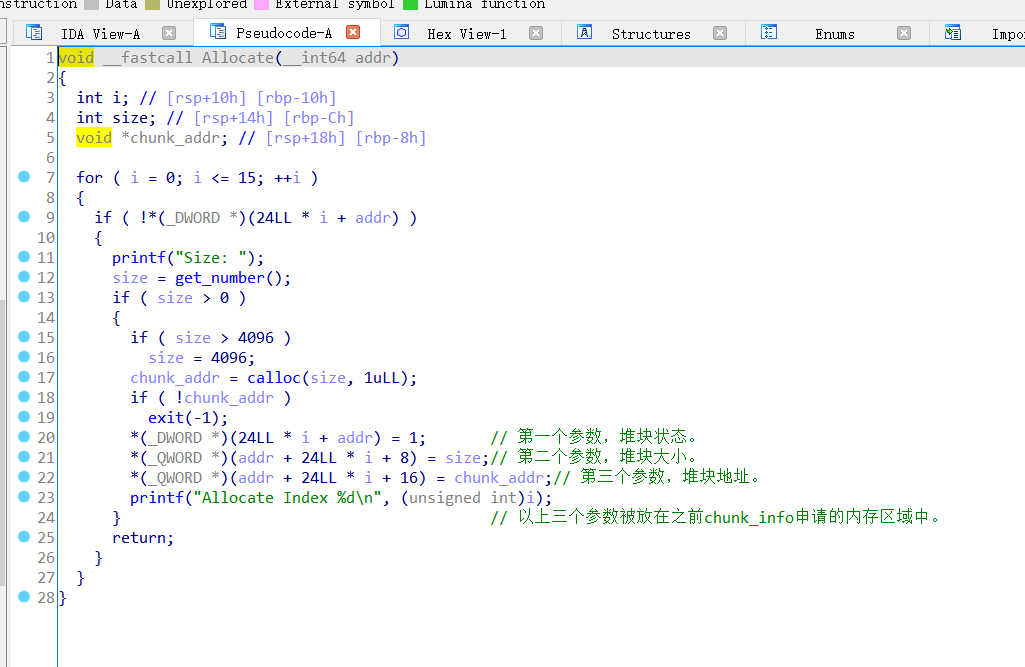 nstruction Data Unexplored External symbol Lumina function
IDA View-A Pseudocode-A Hex View-1 Structures Enums Impo
1 void __fastcall Allocate(__int64 addr)
2 {
3 int i; // [rsp+10h] [rbp-10h]
4 int size; // [rsp+14h] [rbp-Ch]
5 void *chunk_addr; // [rsp+18h] [rbp-8h]
6
7 for ( i = 0; i <= 15; ++i )
8 {
9 if ( !*(_DWORD *)(24LL * i + addr) )
10 {
11 printf("Size: ");
12 size = get_number();
13 if ( size > 0 )
14 {
15 if ( size > 4096 )
16 size = 4096;
17 chunk_addr = calloc(size, 1uLL);
18 if ( !chunk_addr )
19 exit(-1);
20 *(_DWORD *)(24LL * i + addr) = 1; // 第一个参数，堆块状态。
21 *(_QWORD *)(addr + 24LL * i + 8) = size;// 第二个参数，堆块大小。
22 *(_QWORD *)(addr + 24LL * i + 16) = chunk_addr;// 第三个参数，堆块地址。
23 printf("Allocate Index %d\n", (unsigned int)i);
24 } // 以上三个参数被放在之前chunk_info申请的内存区域中。
25 return;
26 }
27 }
28 }